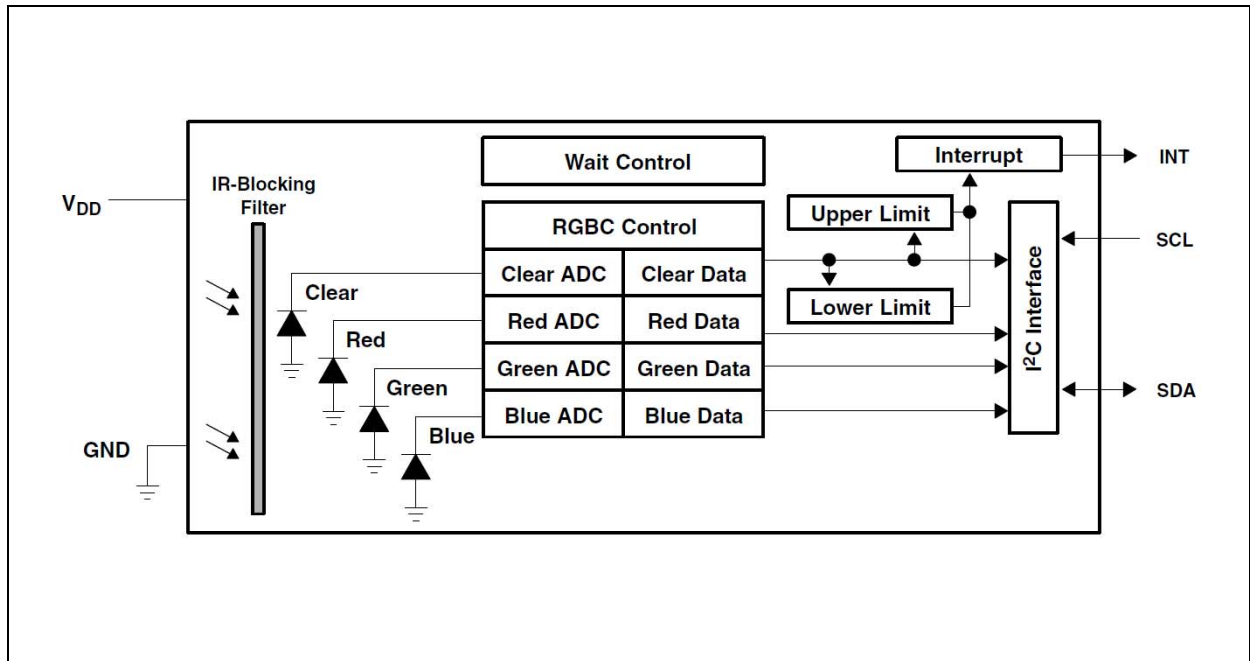 Wait Control
Interrupt
INT
IR-Blocking
Filter
VDD
Upper Limit
RGBC Control
SCL
Clear ADC
Clear Data
Clear
Lower Limit
Red ADC
Red Data
Red
I2C Interface
Green ADC
Green Data
Green
SDA
Blue ADC
Blue Data
Blue
GND